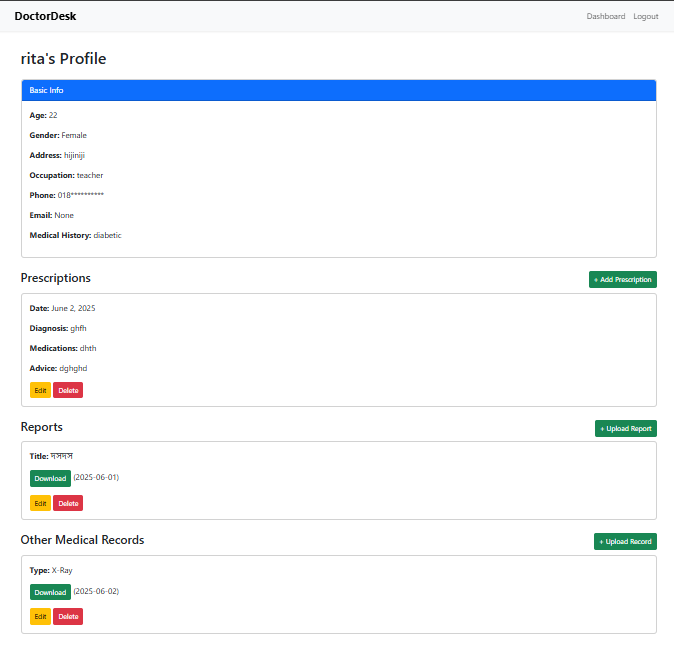 DoctorDesk
Dashboard Logout
rita's Profile
Basic Info
Age: 22
Gender: Female
Address: hijiniji
Occupation: teacher
Phone: 018**********
Email: None
Medical History: diabetic
Prescriptions
+ Add Prescription
Date: June 2, 2025
Diagnosis: ghfh
Medications: dhth
Advice: dghghd
Edit Delete
Reports
+ Upload Report
Title: দসদস
Download (2025-06-01)
Edit Delete
Other Medical Records
+ Upload Record
Type: X-Ray
Download (2025-06-02)
Edit Delete